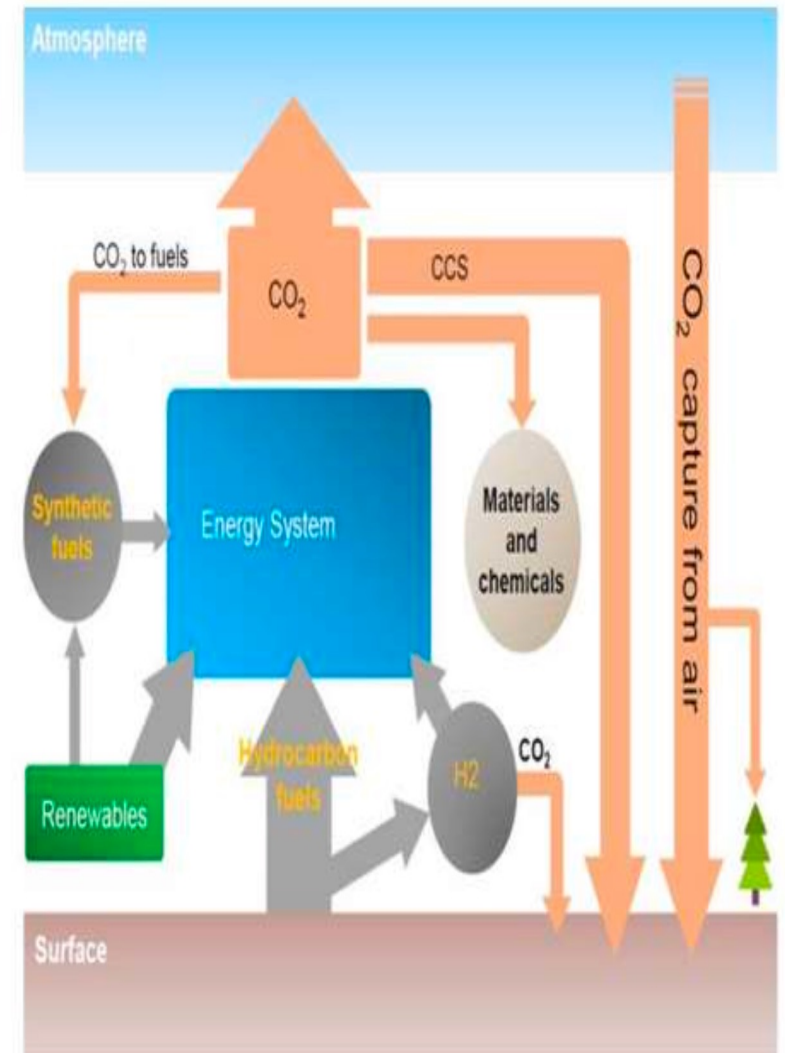 Atmosphere
CO₂ to fuels
CO₂
CCS
CO₂ capture from air
Synthetic
fuels
Energy System
Materials
and
chemicals
Hydrocarbon
fuels
H2
CO₂
Renewables
Surface